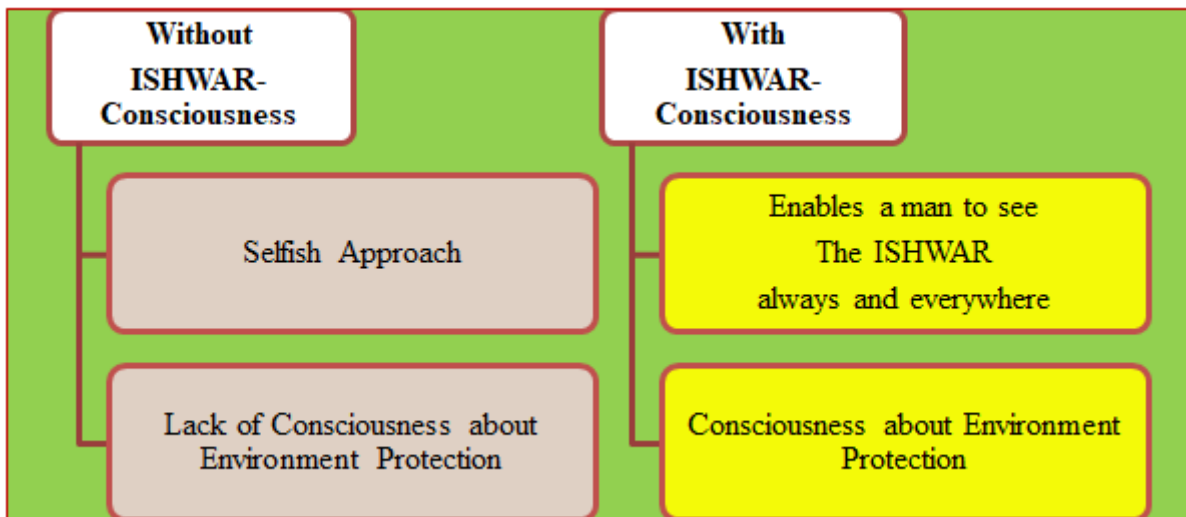 Without
ISHWAR-
Consciousness
Selfish Approach
Lack of Consciousness about
Environment Protection
With
ISHWAR-
Consciousness
Enables a man to see
The ISHWAR
always and everywhere
Consciousness about Environment
Protection